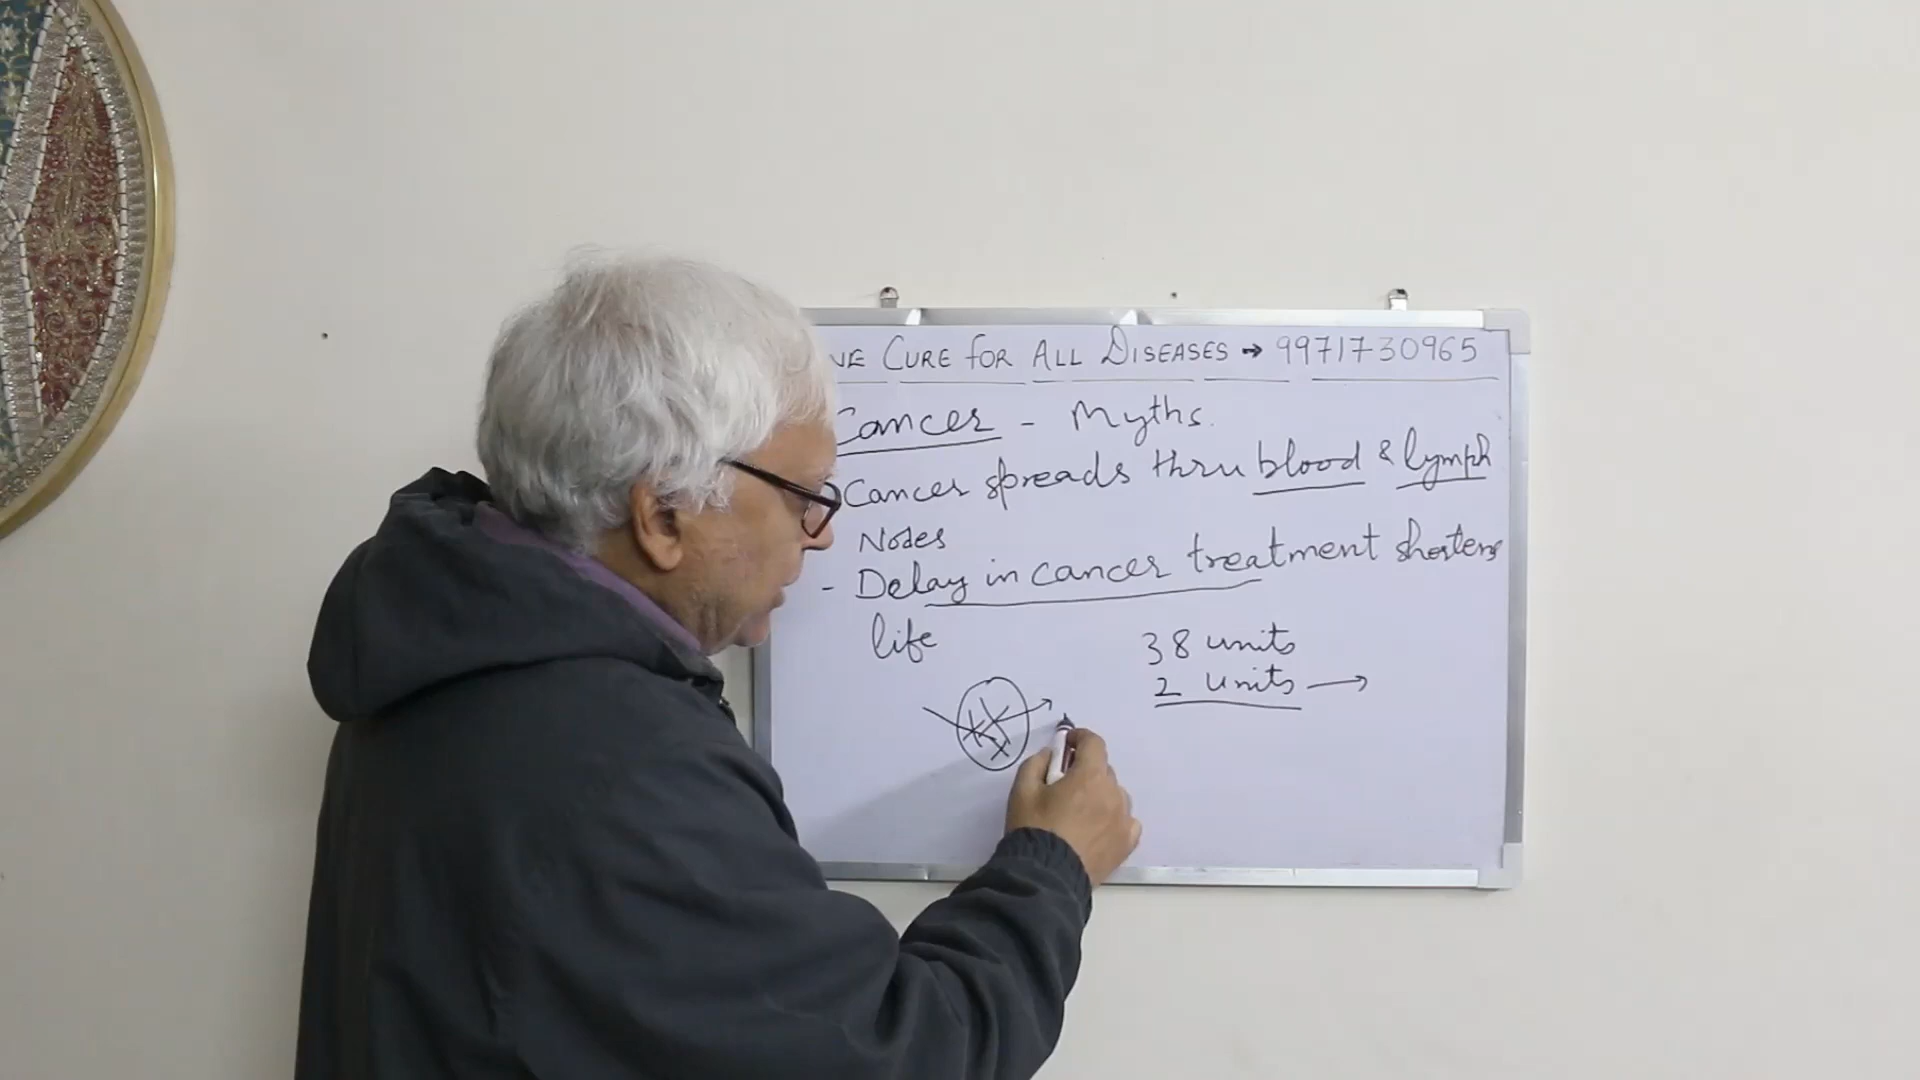 CURE FOR ALL DISEASES → 9971730965
Cancer - Myths.
Cancer spreads thru blood & lymph
Nodes
- Delay in cancer treatment shortens
life
38 units
2 units →